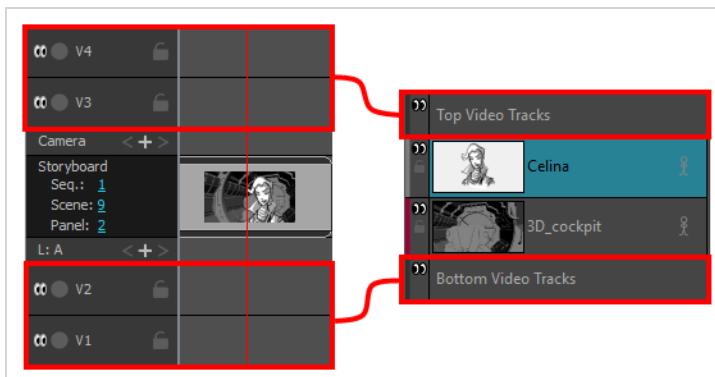 V4
V3
Camera < + >
Storyboard
Seq.: 1
Scene: 9
Panel: 2
L: A < + >
V2
V1
Top Video Tracks
Celina
3D_cockpit
Bottom Video Tracks